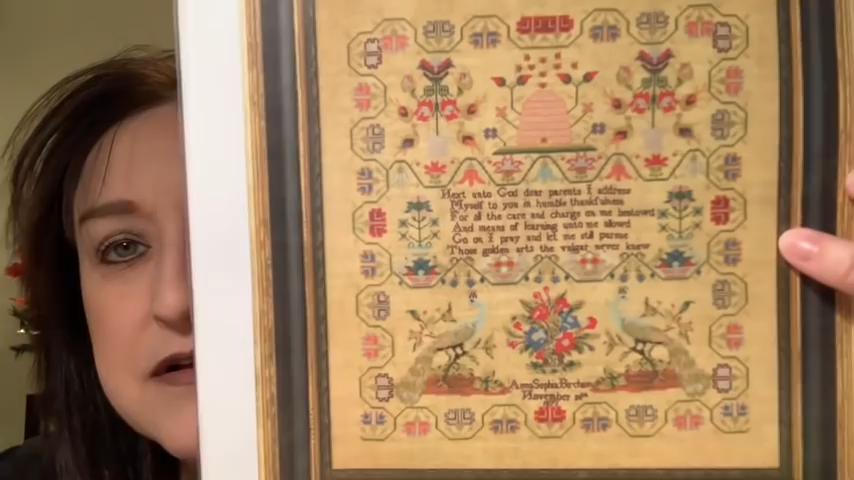 Next unto God dear parents I address
Myself to you in humble thankfulness
For all the care and charge on me bestowed
And means of learning unto me allowed
Go on I pray and let me still pursue
Those golden arts the vulgar never knew
Anna Sophia Bircham
November